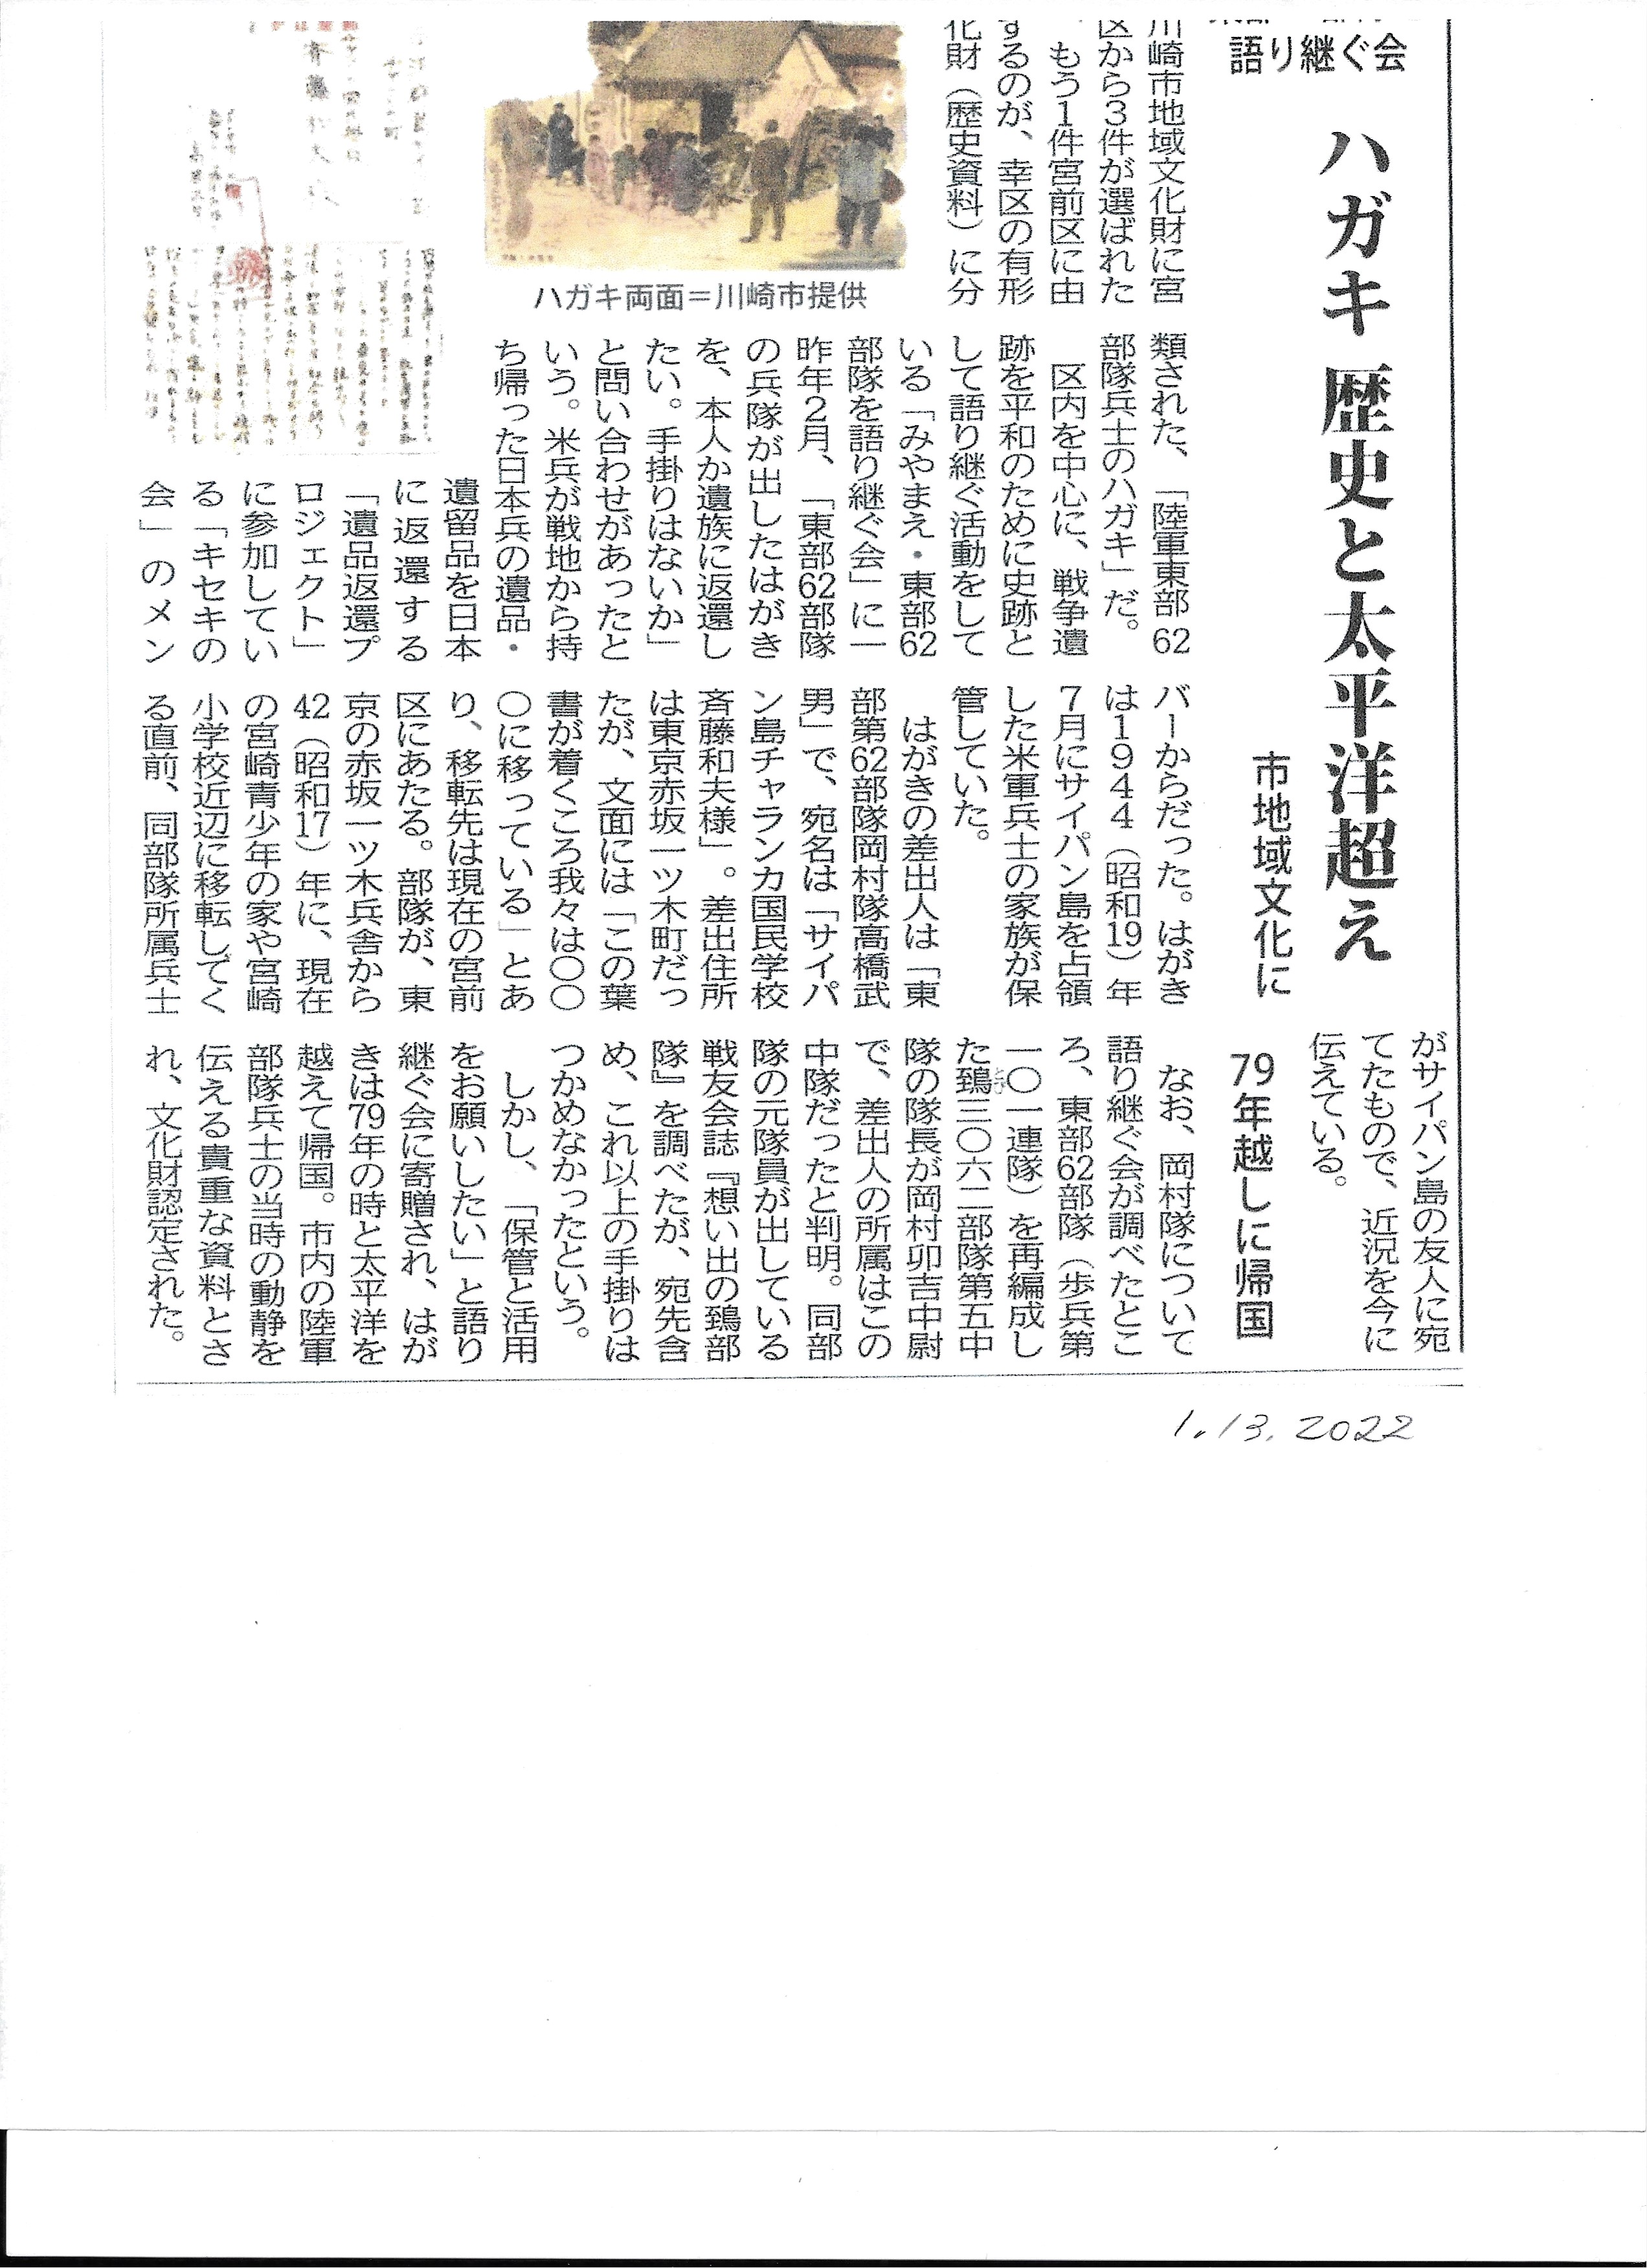 語り継ぐ会
ハガキ 歴史と太平洋超え
市地域文化に
79年越しに帰国
川崎市地域文化財に宮
区から3件が選ばれた
。もう1件宮前区に由
するのが、幸区の有形
化財（歴史資料）に分
ハガキ両面＝川崎市提供
類された、「陸軍東部62
部隊兵士のハガキ」だ。
区内を中心に、戦争遺
跡を平和のために史跡と
して語り継ぐ活動をして
いる「みやまえ・東部62
部隊を語り継ぐ会」に一
昨年2月、「東部62部隊
の兵隊が出したはがき
を、本人か遺族に返還し
たい。手掛りはないか」
と問い合わせがあったと
いう。米兵が戦地から持
ち帰った日本兵の遺品・
遺留品を日本
に返還する
「遺品返還プ
ロジェクト」
に参加してい
る「キセキの
会」のメン
バーからだった。はがき
は1944（昭和19）年
7月にサイパン島を占領
した米軍兵士の家族が保
管していた。
はがきの差出人は「東
部第62部隊岡村隊高橋武
男」で、宛名は「サイパ
ン島チャランカ国民学校
斉藤和夫様」。差出住所
は東京赤坂一ツ木町だっ
たが、文面には「この葉
書が着くころ我々は〇〇
〇に移っている」とあ
り、移転先は現在の宮前
区にあたる。部隊が、東
京の赤坂一ツ木兵舎から
42（昭和17）年に、現在
の宮崎青少年の家や宮崎
小学校近辺に移転してく
る直前、同部隊所属兵士
がサイパン島の友人に宛
てたもので、近況を今に
伝えている。
なお、岡村隊について
語り継ぐ会が調べたとこ
ろ、東部62部隊（歩兵第
一〇一連隊）を再編成し
た鵄三〇六二部隊第五中
隊の隊長が岡村卯吉中尉
で、差出人の所属はこの
中隊だったと判明。同部
隊の元隊員が出している
戦友会誌『想い出の鵄部
隊』を調べたが、宛先含
め、これ以上の手掛りは
つかめなかったという。
しかし、「保管と活用
をお願いしたい」と語り
継ぐ会に寄贈され、はが
きは79年の時と太平洋を
越えて帰国。市内の陸軍
部隊兵士の当時の動静を
伝える貴重な資料とさ
れ、文化財認定された。
1.13.2022